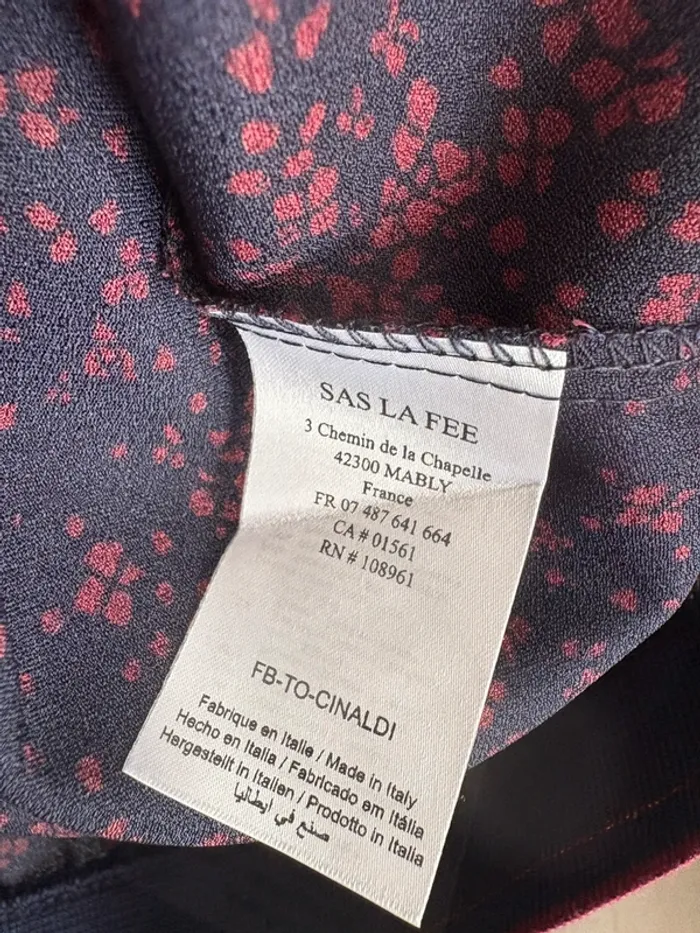 SAS LA FEE
3 Chemin de la Chapelle
42300 MABLY
France
FR 07 487 641 664
CA # 01561
RN # 108961
FB-TO-CINALDI
Fabrique en Italie / Made in Italy
Hecho en Italia / Fabricado em Itália
Hergestellt in Italien / Prodotto in Italia
صنع في ايطاليا